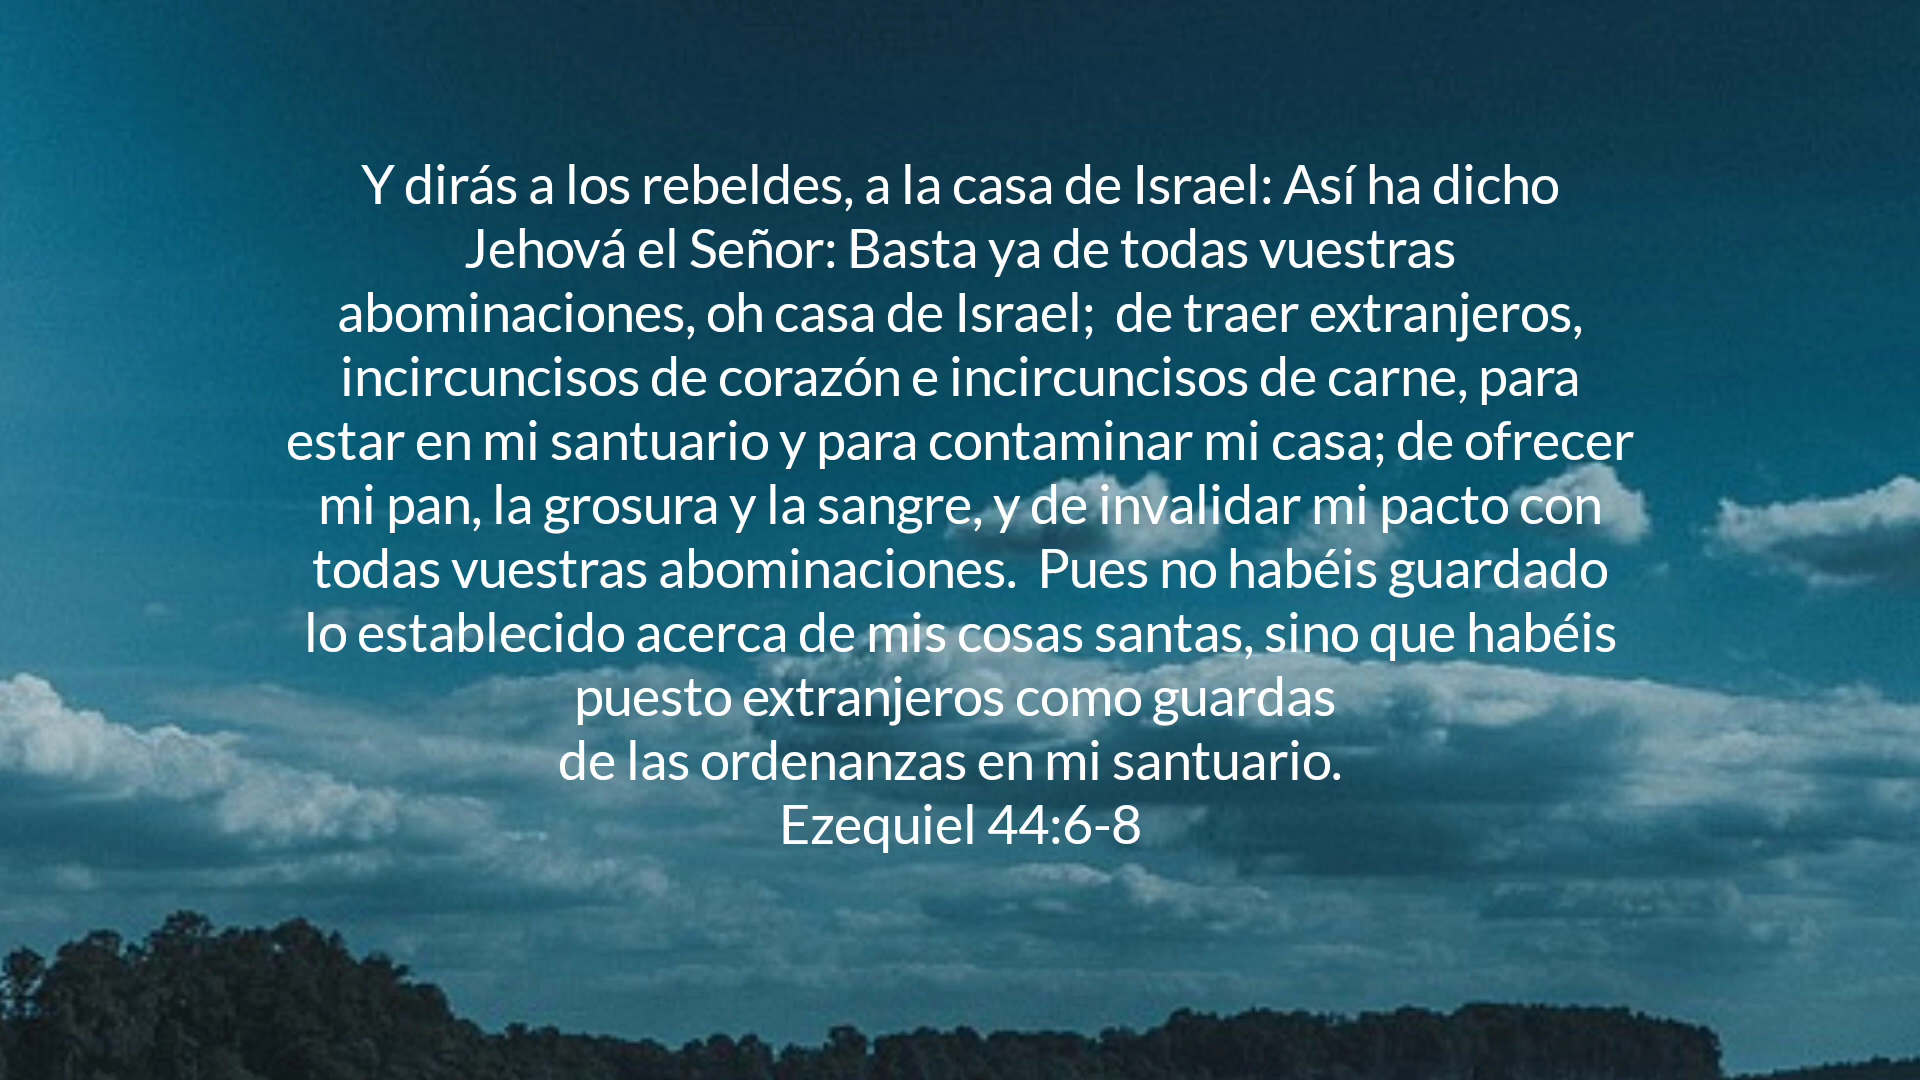 Y dirás a los rebeldes, a la casa de Israel: Así ha dicho
Jehová el Señor: Basta ya de todas vuestras
abominaciones, oh casa de Israel;  de traer extranjeros,
incircuncisos de corazón e incircuncisos de carne, para
estar en mi santuario y para contaminar mi casa; de ofrecer
mi pan, la grosura y la sangre, y de invalidar mi pacto con
todas vuestras abominaciones.  Pues no habéis guardado
lo establecido acerca de mis cosas santas, sino que habéis
puesto extranjeros como guardas
de las ordenanzas en mi santuario.
Ezequiel 44:6-8